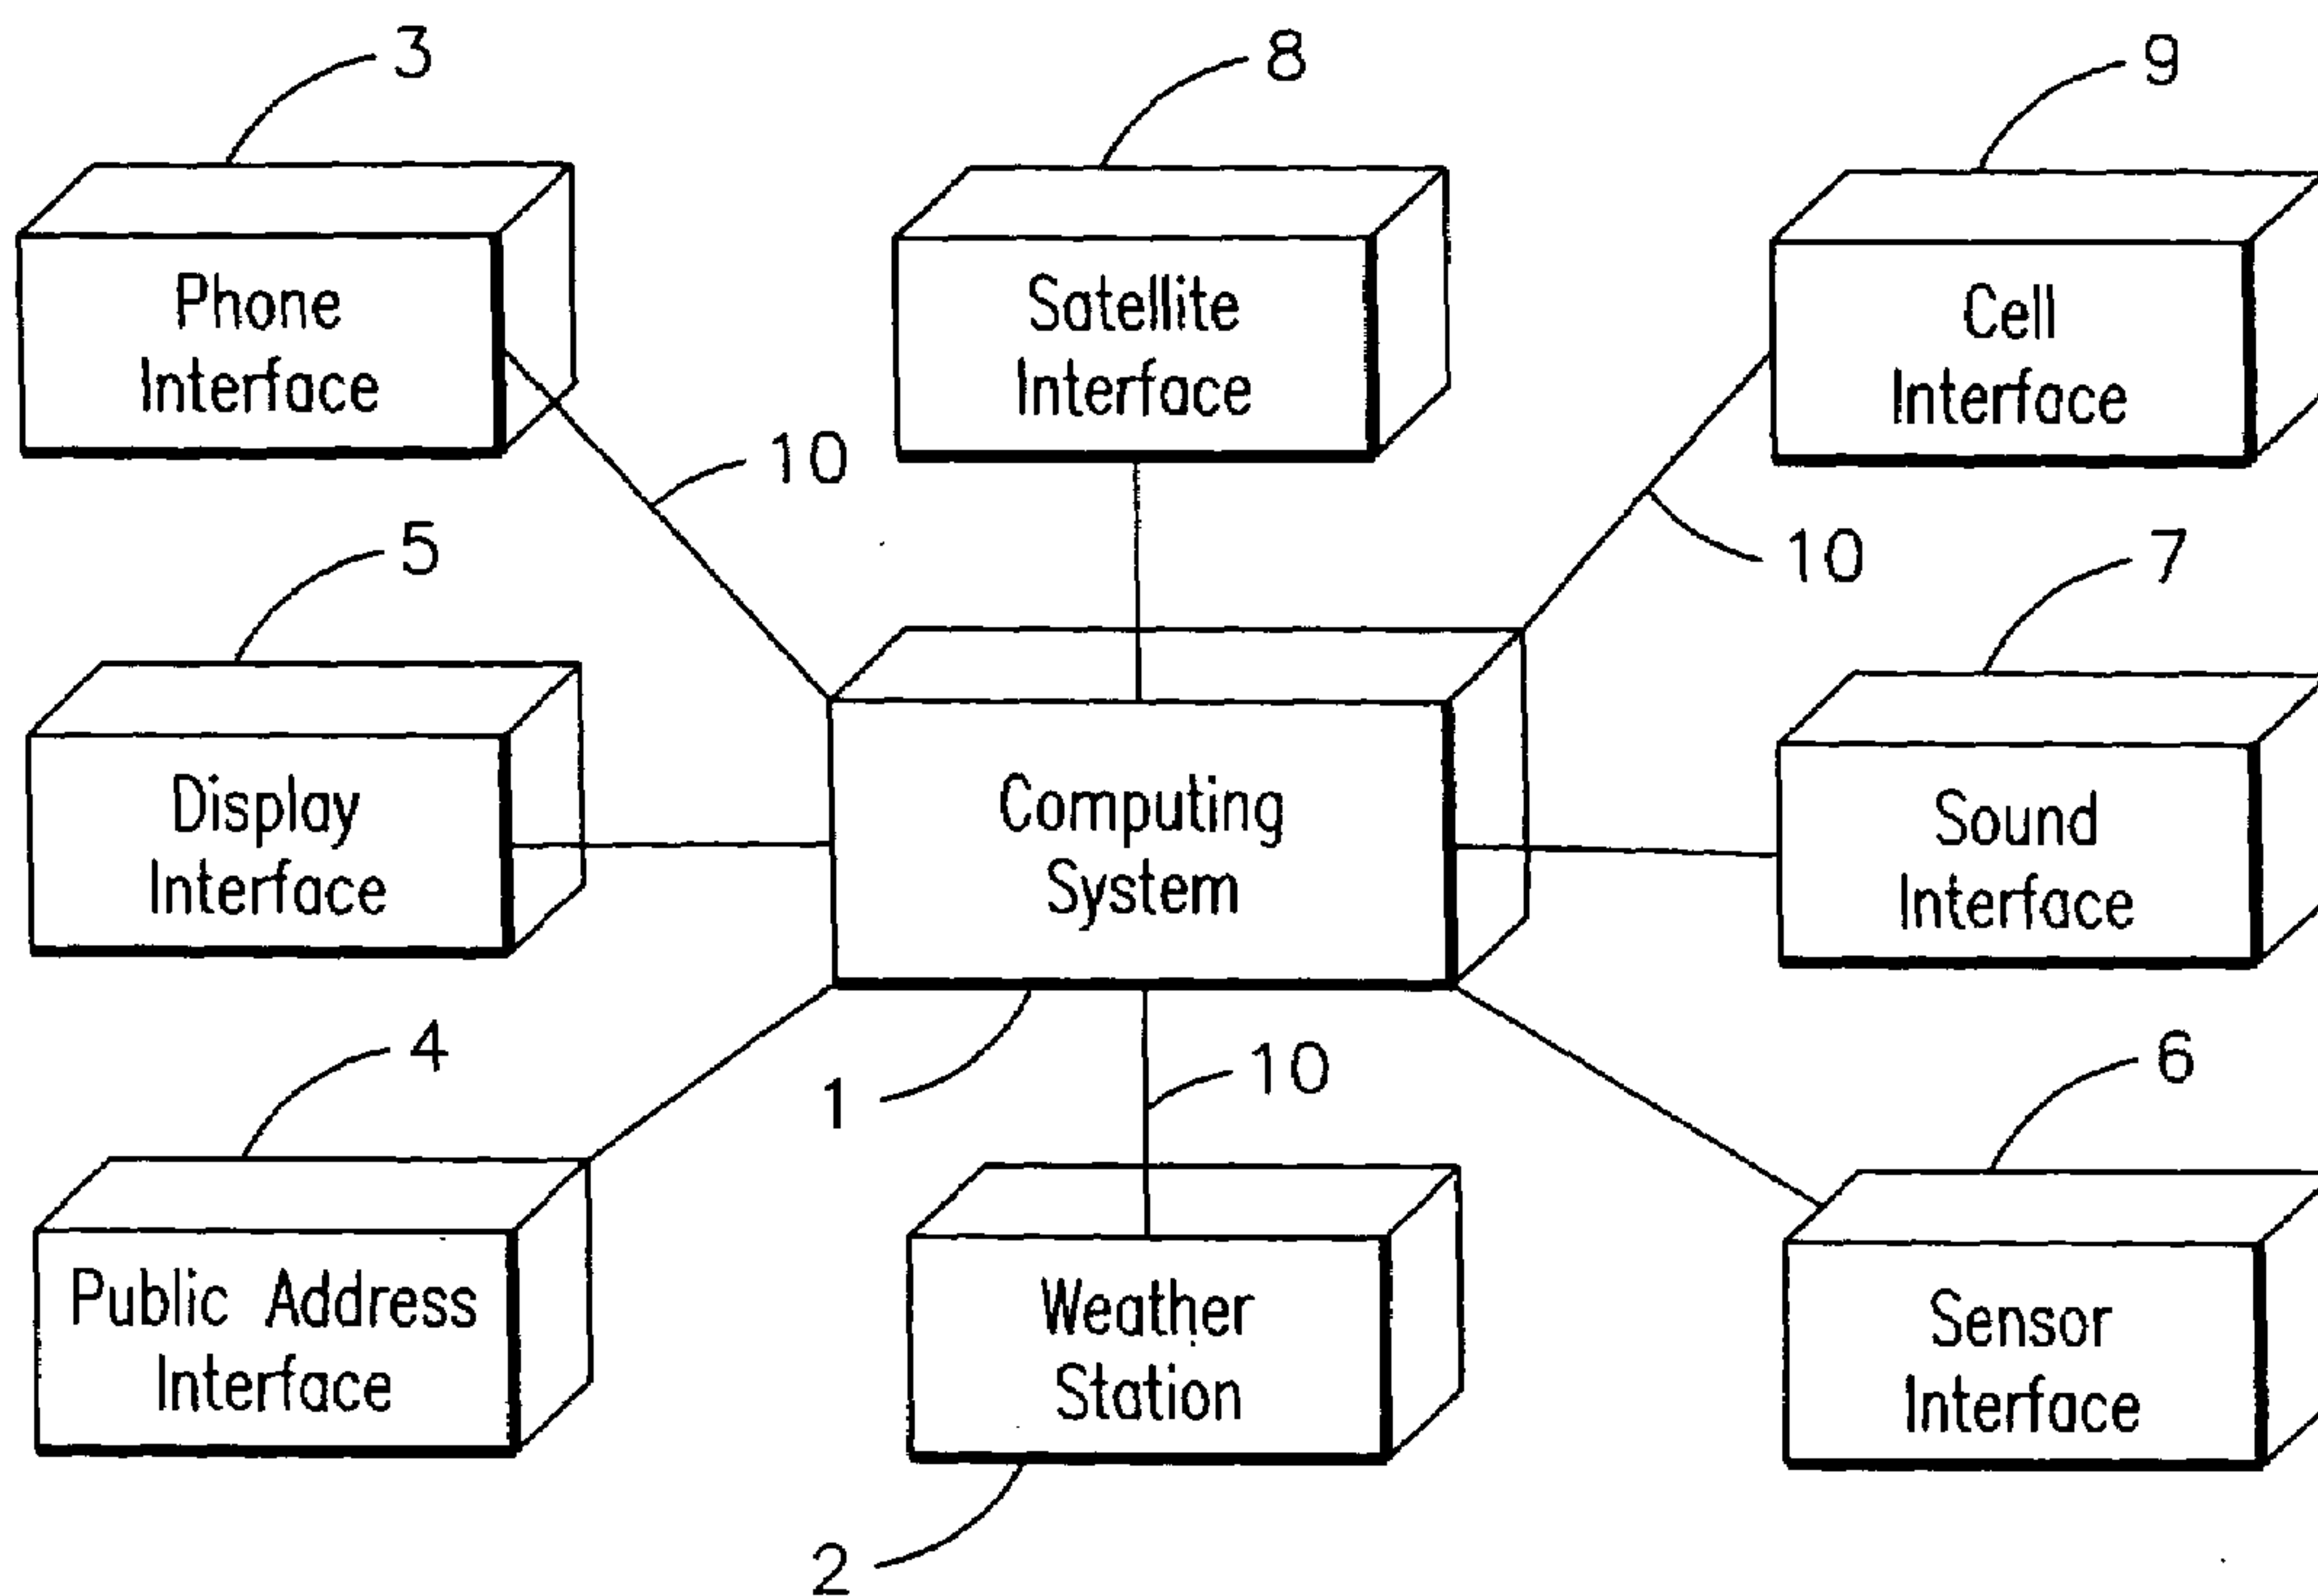 3
8
9
Phone
Interface
Satellite
Interface
Cell
Interface
10
10
5
7
Display
Interface
Computing
System
Sound
Interface
4
1
10
6
Public Address
Interface
Weather
Station
Sensor
Interface
2